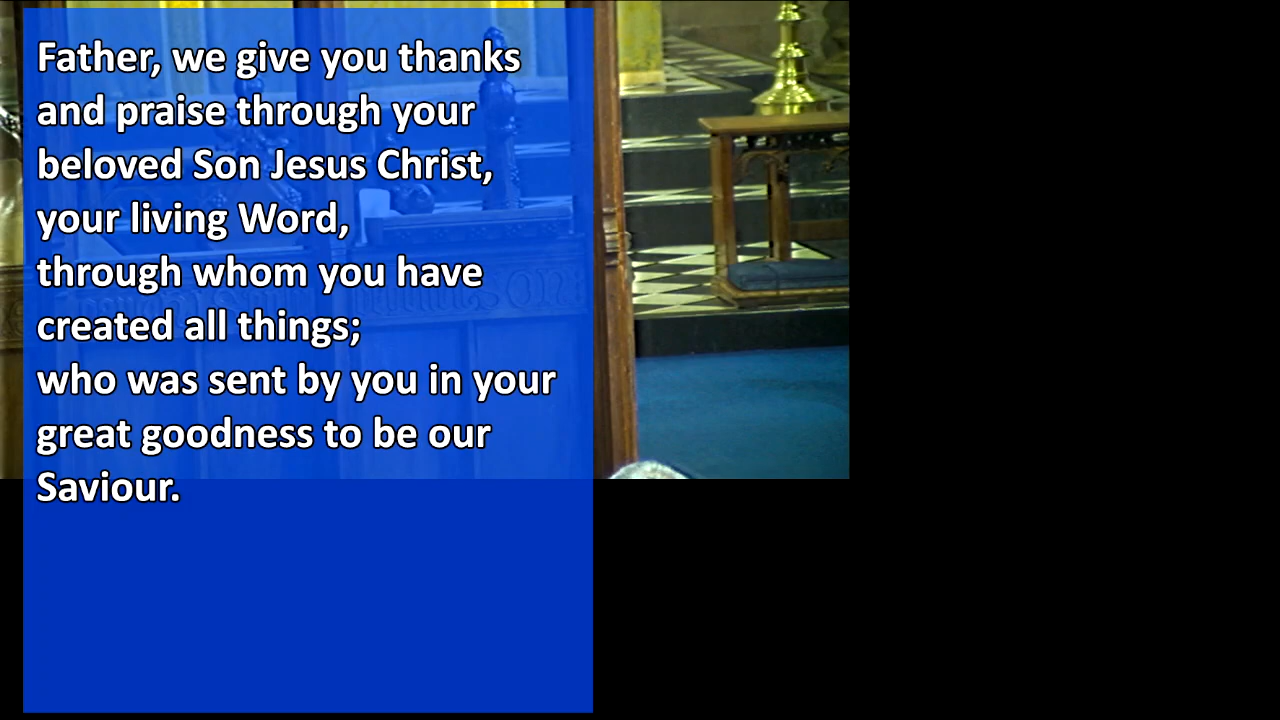 Father, we give you thanks
and praise through your
beloved Son Jesus Christ,
your living Word,
through whom you have
created all things;
who was sent by you in your
great goodness to be our
Saviour.